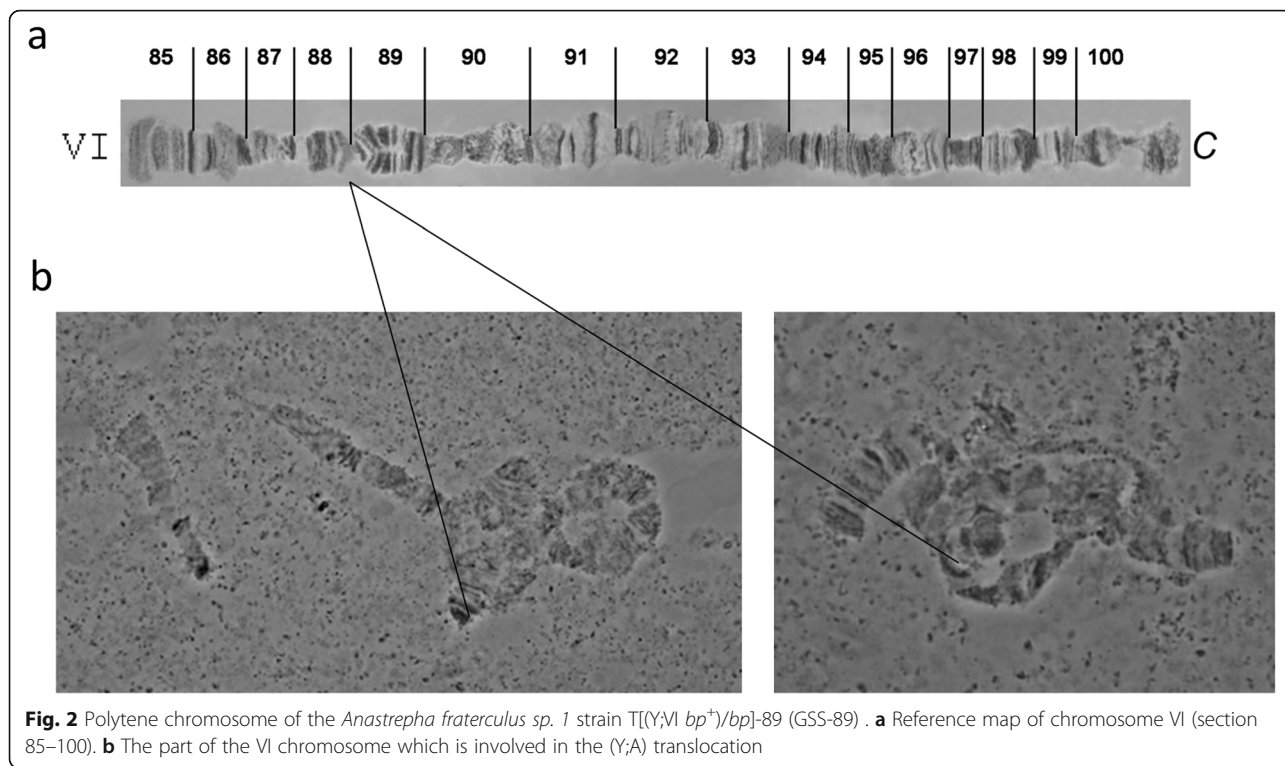 a
85 86 87 88 89 90 91 92 93 94 95 96 97 98 99 100
VI C
b
Fig. 2 Polytene chromosome of the Anastrepha fraterculus sp. 1 strain T[(Y;VI bp+)/bp]-89 (GSS-89) . a Reference map of chromosome VI (section
85–100). b The part of the VI chromosome which is involved in the (Y;A) translocation